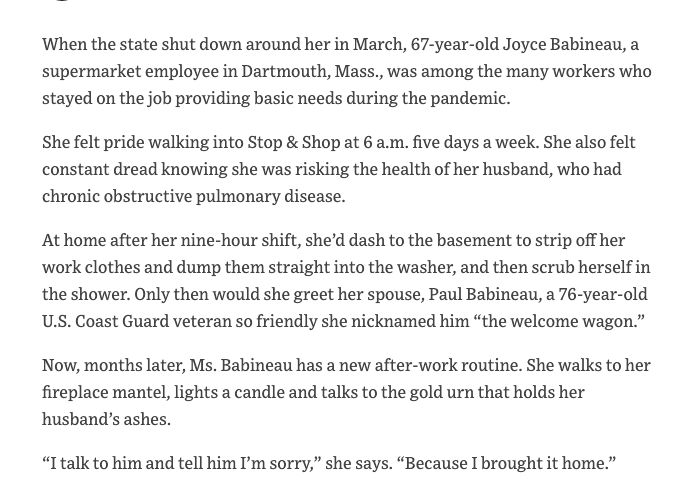 When the state shut down around her in March, 67-year-old Joyce Babineau, a
supermarket employee in Dartmouth, Mass., was among the many workers who
stayed on the job providing basic needs during the pandemic.
She felt pride walking into Stop & Shop at 6 a.m. five days a week. She also felt
constant dread knowing she was risking the health of her husband, who had
chronic obstructive pulmonary disease.
At home after her nine-hour shift, she’d dash to the basement to strip off her
work clothes and dump them straight into the washer, and then scrub herself in
the shower. Only then would she greet her spouse, Paul Babineau, a 76-year-old
U.S. Coast Guard veteran so friendly she nicknamed him “the welcome wagon.”
Now, months later, Ms. Babineau has a new after-work routine. She walks to her
fireplace mantel, lights a candle and talks to the gold urn that holds her
husband’s ashes.
“I talk to him and tell him I’m sorry,” she says. “Because I brought it home.”